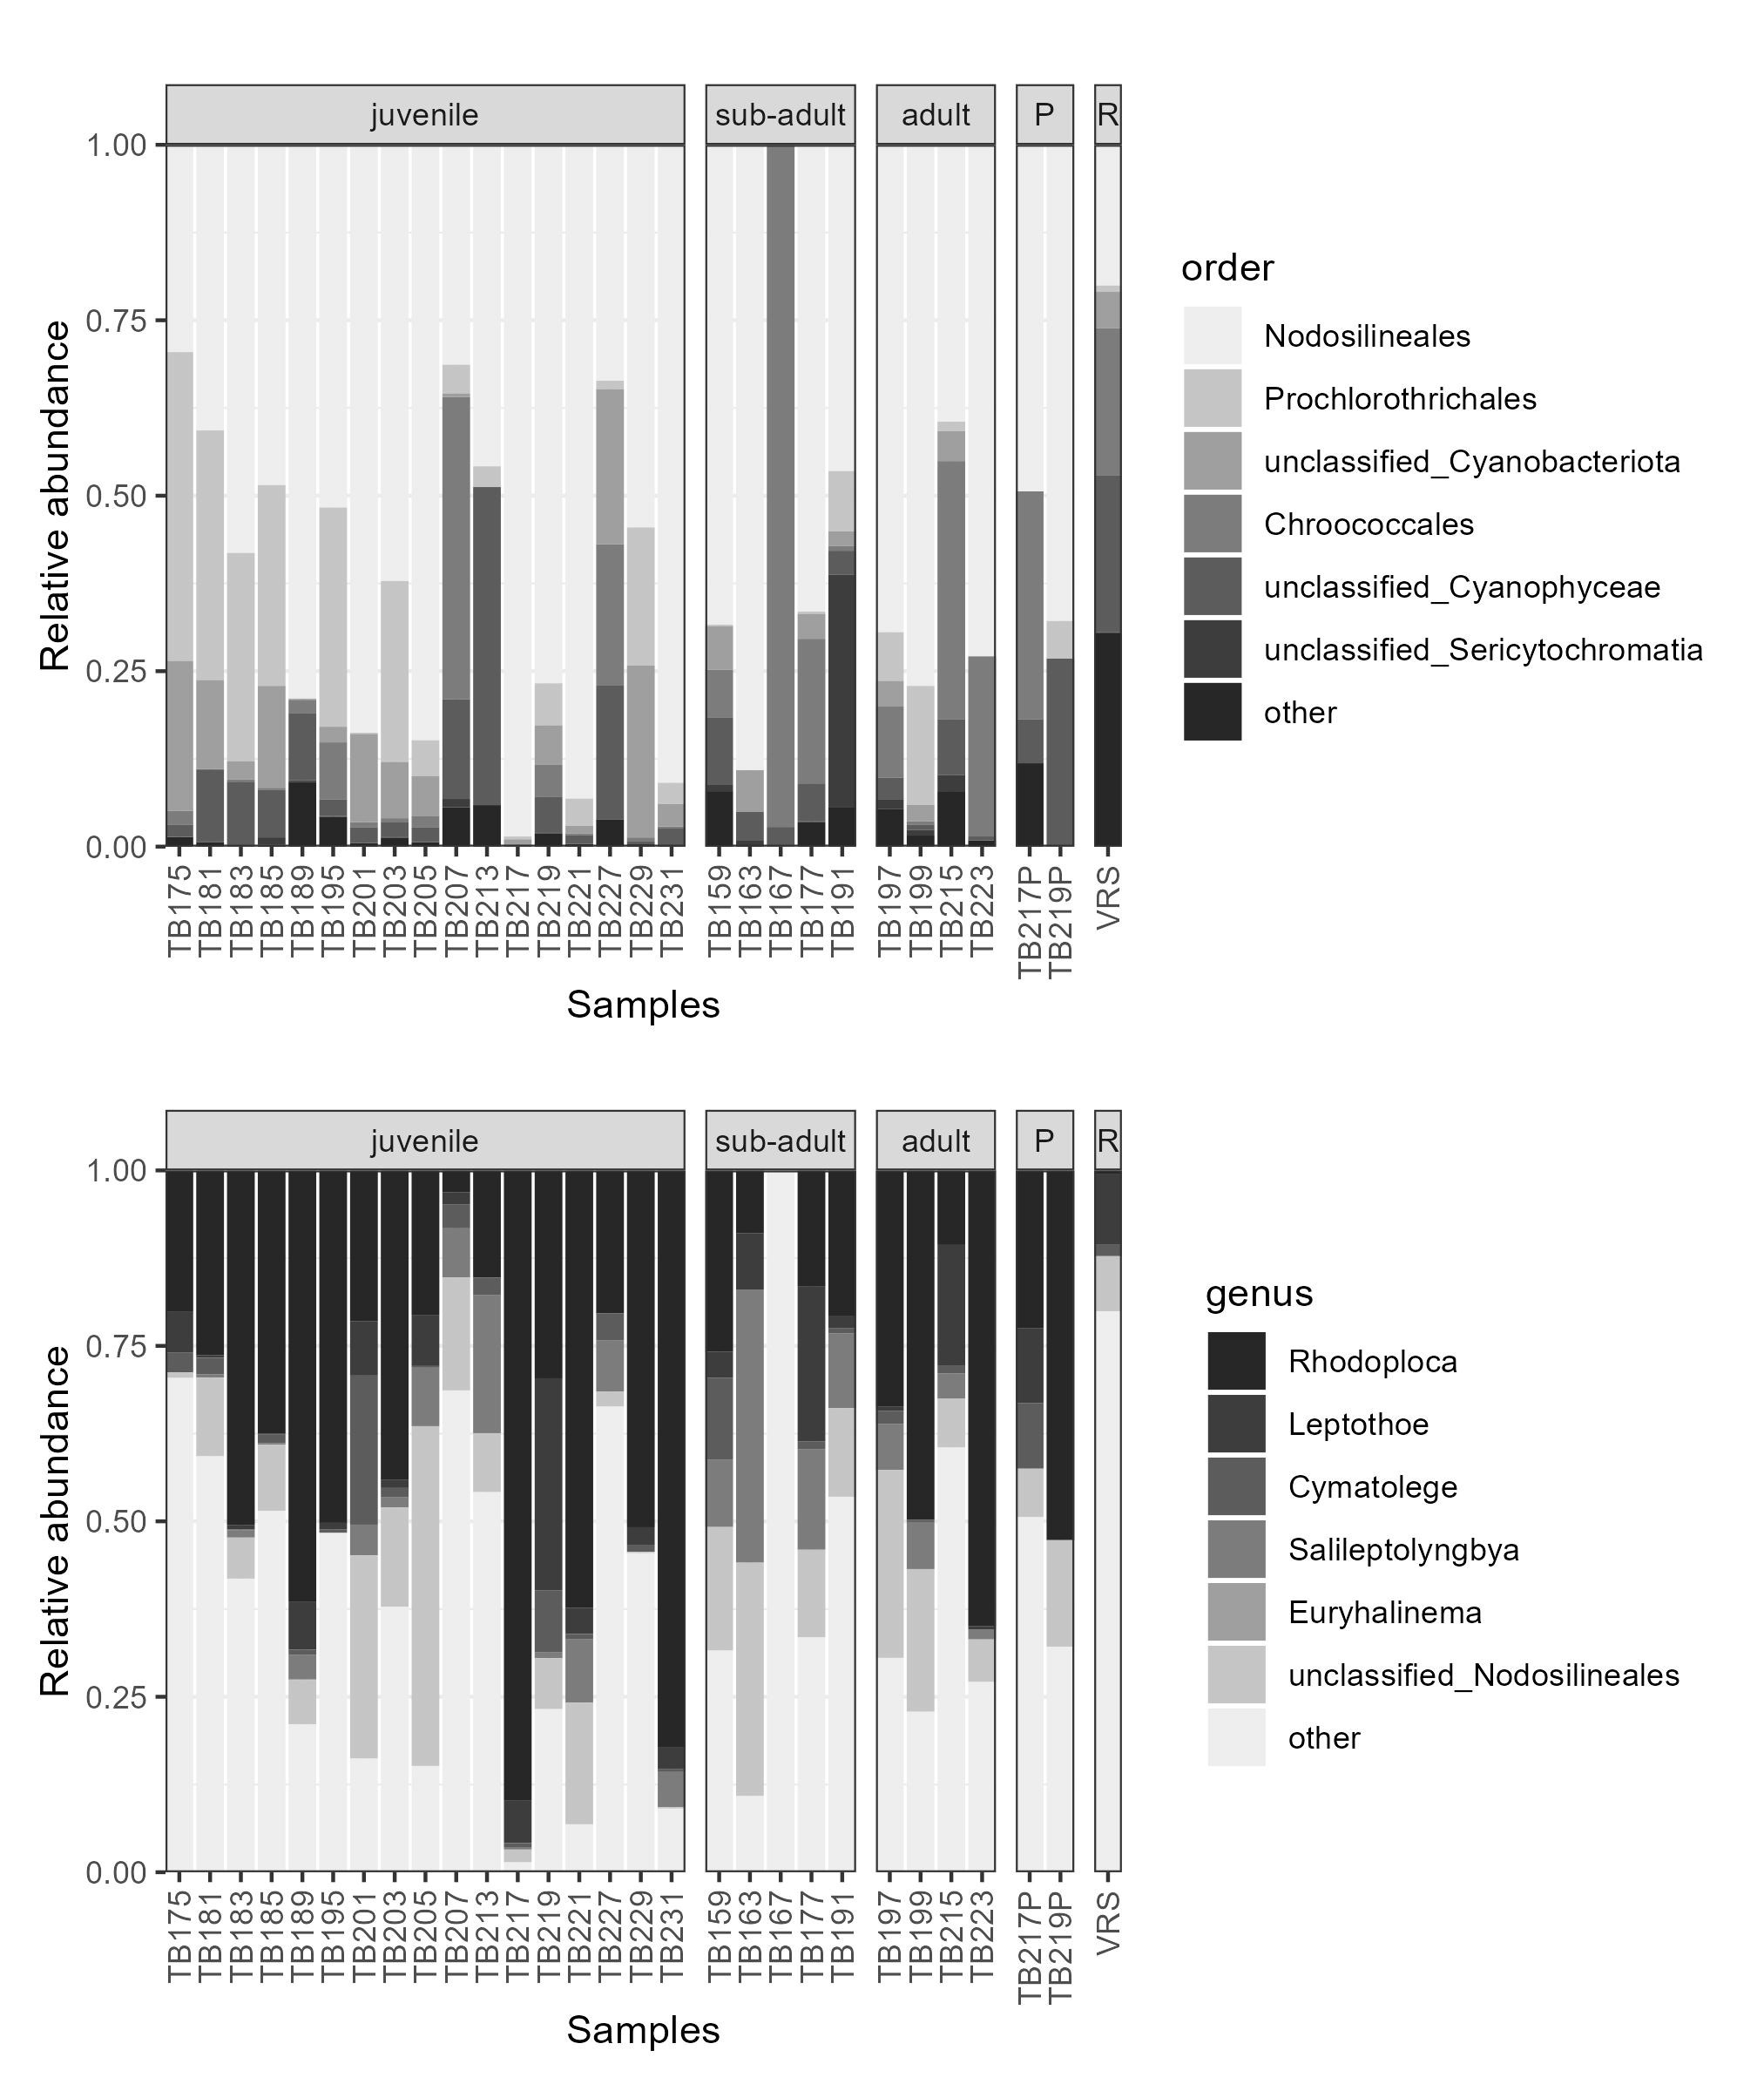 juvenile sub-adult adult P R
1.00
0.75
0.50
0.25
0.00
Relative abundance
TB175 TB181 TB183 TB185 TB189 TB195 TB201 TB203 TB205 TB207 TB213 TB217 TB219 TB221 TB227 TB229 TB231 TB159 TB163 TB167 TB177 TB191 TB197 TB199 TB215 TB223 TB217P TB219P VRS
Samples
order
Nodosilineales
Prochlorothrichales
unclassified_Cyanobacteriota
Chroococcales
unclassified_Cyanophyceae
unclassified_Sericytochromatia
other
juvenile sub-adult adult P R
1.00
0.75
0.50
0.25
0.00
Relative abundance
TB175 TB181 TB183 TB185 TB189 TB195 TB201 TB203 TB205 TB207 TB213 TB217 TB219 TB221 TB227 TB229 TB231 TB159 TB163 TB167 TB177 TB191 TB197 TB199 TB215 TB223 TB217P TB219P VRS
Samples
genus
Rhodoploca
Leptothoe
Cymatolege
Salileptolyngbya
Euryhalinema
unclassified_Nodosilineales
other